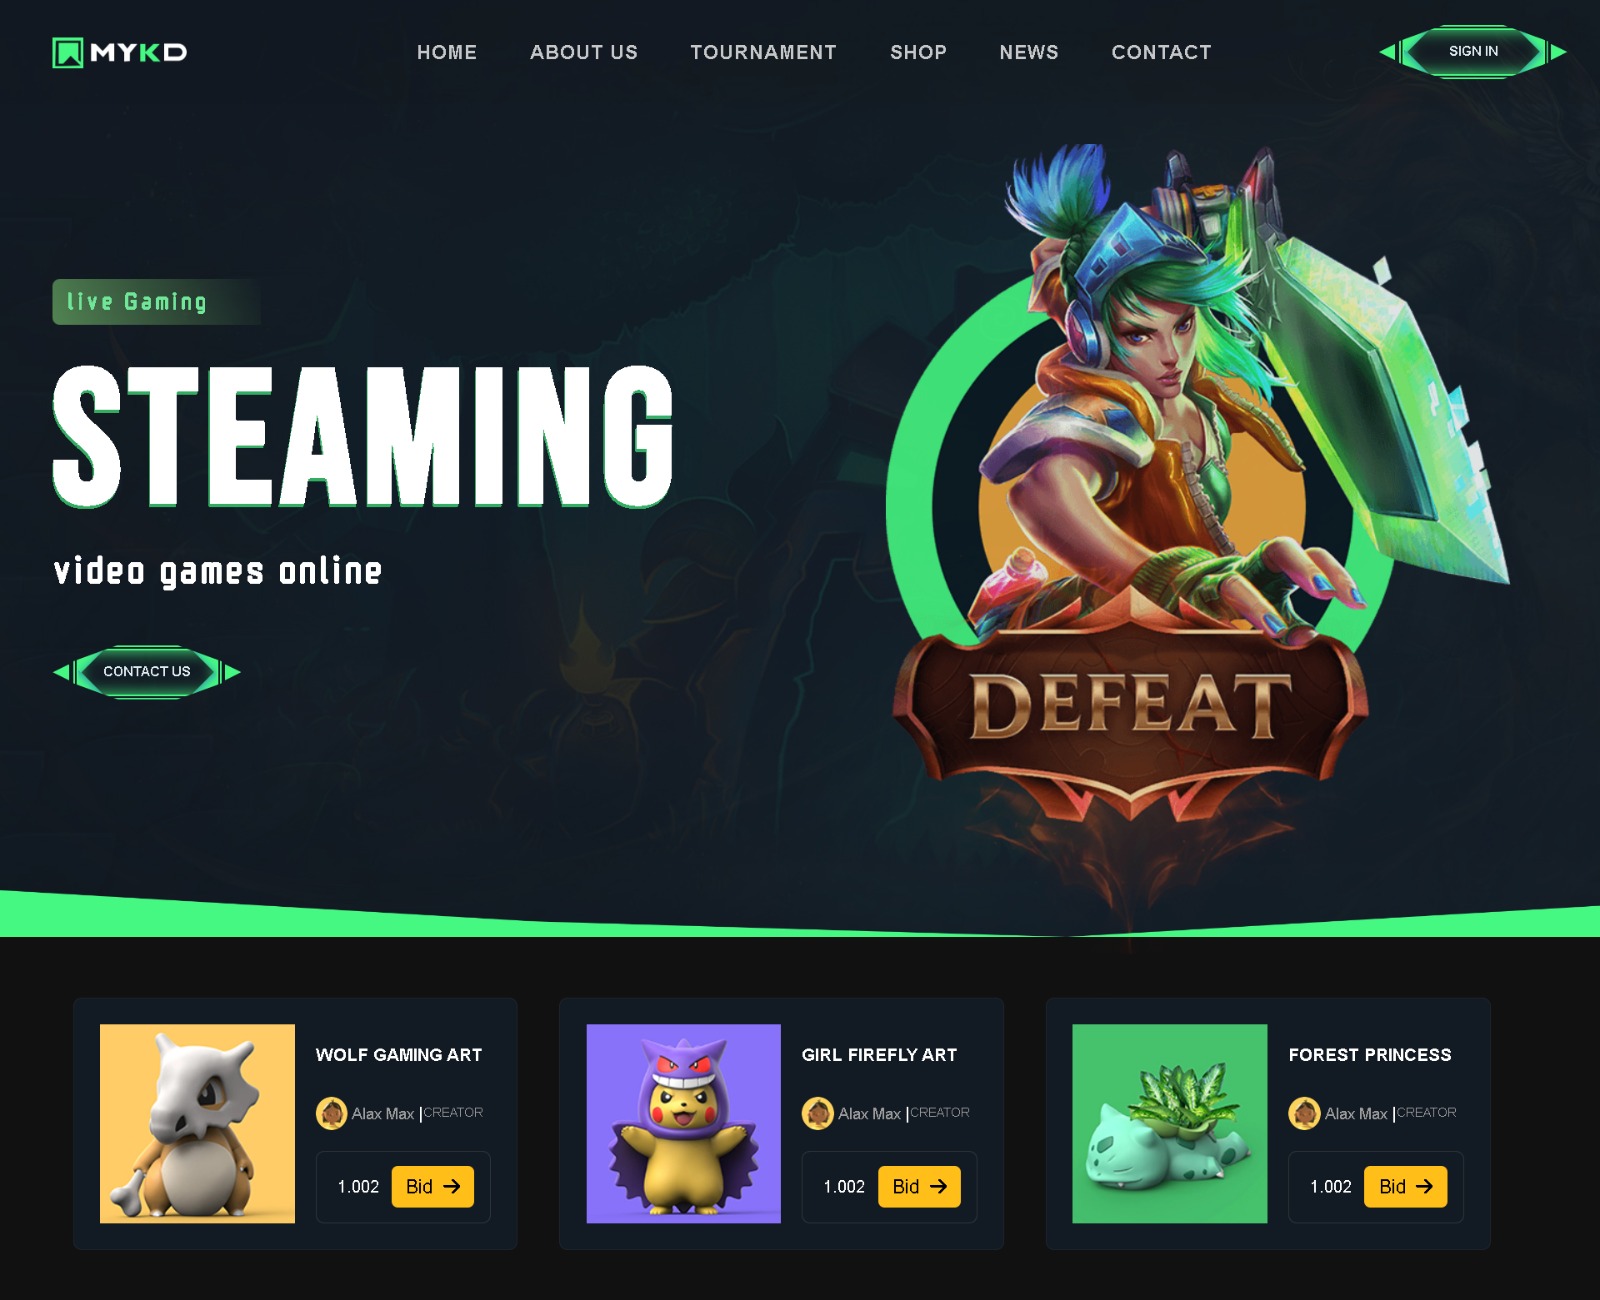 MYKD
HOME ABOUT US TOURNAMENT SHOP NEWS CONTACT
SIGN IN
live Gaming
STEAMING
video games online
CONTACT US
DEFEAT
WOLF GAMING ART
Alax Max |CREATOR
1.002 Bid →
GIRL FIREFLY ART
Alax Max |CREATOR
1.002 Bid →
FOREST PRINCESS
Alax Max |CREATOR
1.002 Bid →